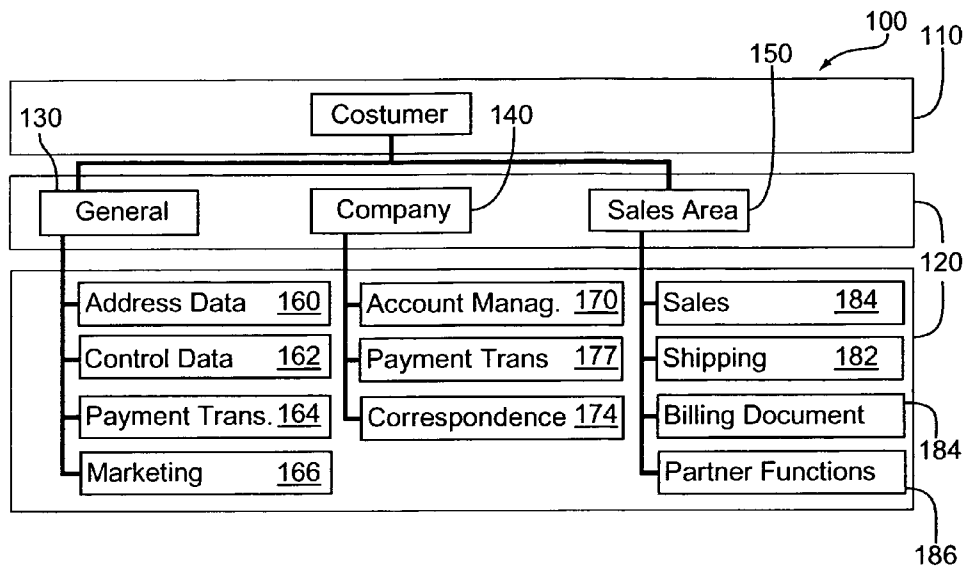 100
110
150
130
Costumer
140
General
Company
Sales Area
120
Address Data 160
Account Manag. 170
Sales 184
Control Data 162
Payment Trans 177
Shipping 182
Payment Trans. 164
Correspondence 174
Billing Document
184
Marketing 166
Partner Functions
186